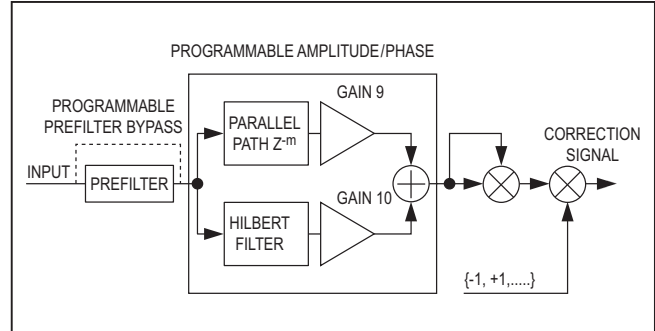 PROGRAMMABLE AMPLITUDE/PHASE
GAIN 9
PROGRAMMABLE
PREFILTER BYPASS
PARALLEL
PATH Z-m
CORRECTION
SIGNAL
INPUT
PREFILTER
GAIN 10
HILBERT
FILTER
{-1, +1,.....}